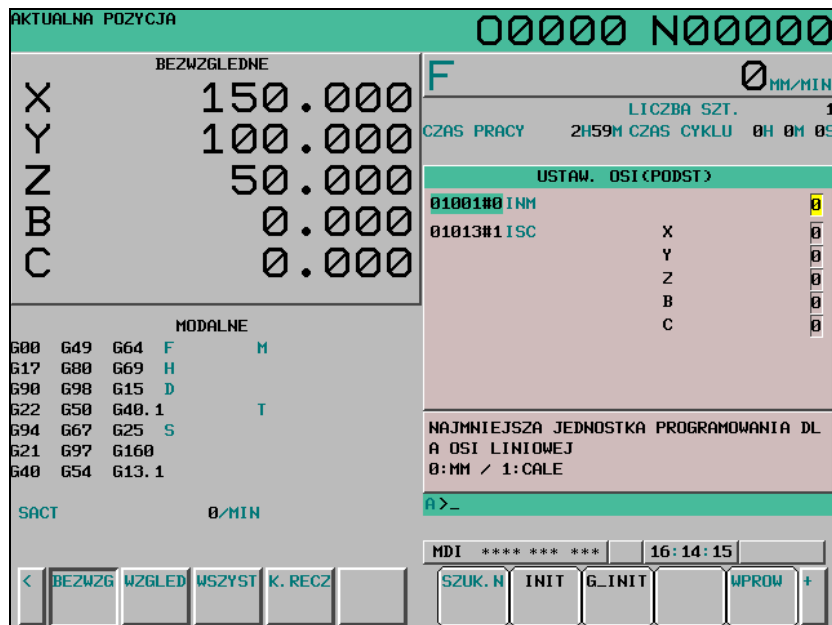 AKTUALNA POZYCJA
O0000 N00000
BEZWZGLEDNE
X 150.000
Y 100.000
Z 50.000
B 0.000
C 0.000
F 0 MM/MIN
LICZBA SZT. 1
CZAS PRACY 2H59M CZAS CYKLU 0H 0M 0S
USTAW. OSI(PODST)
01001#0 INM 0
01013#1 ISC X 0
Y 0
Z 0
B 0
C 0
MODALNE
G00 G49 G64 F M
G17 G80 G69 H
G90 G98 G15 D
G22 G50 G40.1 T
G94 G67 G25 S
G21 G97 G160
G40 G54 G13.1
SACT 0/MIN
NAJMNIEJSZA JEDNOSTKA PROGRAMOWANIA DL
A OSI LINIOWEJ
0:MM / 1:CALE
A>_
MDI **** *** *** 16:14:15
< BEZWZG WZGLED WSZYST K.RECZ
SZUK.N INIT G_INIT WPROW +